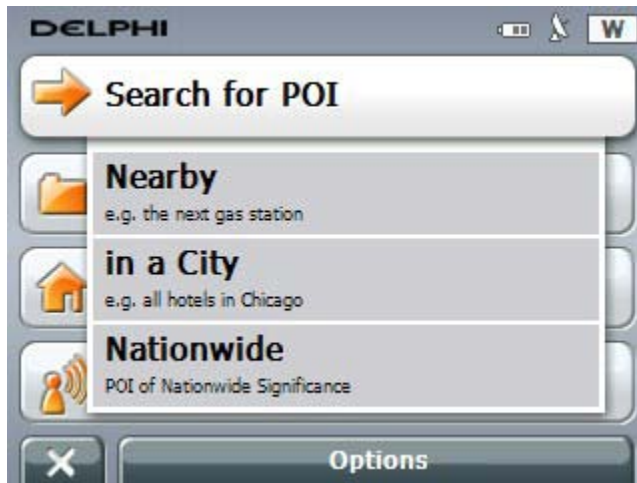 DELPHI
W
Search for POI
Nearby
e.g. the next gas station
in a City
e.g. all hotels in Chicago
Nationwide
POI of Nationwide Significance
Options